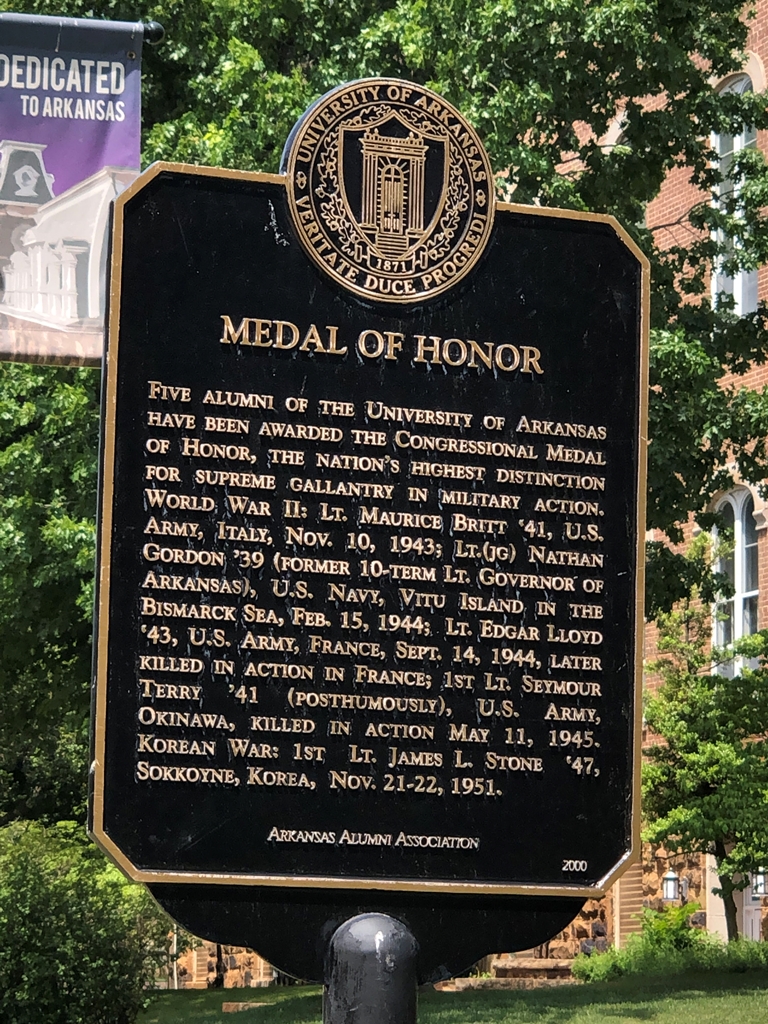 DEDICATED
TO ARKANSAS
UNIVERSITY OF ARKANSAS
VERITATE DUCE PROGREDI
1871
MEDAL OF HONOR
FIVE ALUMNI OF THE UNIVERSITY OF ARKANSAS
HAVE BEEN AWARDED THE CONGRESSIONAL MEDAL
OF HONOR, THE NATION'S HIGHEST DISTINCTION
FOR SUPREME GALLANTRY IN MILITARY ACTION.
WORLD WAR II: LT. MAURICE BRITT '41, U.S.
ARMY, ITALY, NOV. 10, 1943; LT.(JG) NATHAN
GORDON '39 (FORMER 10-TERM LT. GOVERNOR OF
ARKANSAS), U.S. NAVY, VITU ISLAND IN THE
BISMARCK SEA, FEB. 15, 1944; LT. EDGAR LLOYD
'43, U.S. ARMY, FRANCE, SEPT. 14, 1944, LATER
KILLED IN ACTION IN FRANCE; 1ST LT. SEYMOUR
TERRY '41 (POSTHUMOUSLY), U.S. ARMY,
OKINAWA, KILLED IN ACTION MAY 11, 1945.
KOREAN WAR: 1ST LT. JAMES L. STONE '47,
SOKKOYNE, KOREA, NOV. 21-22, 1951.
ARKANSAS ALUMNI ASSOCIATION
2000